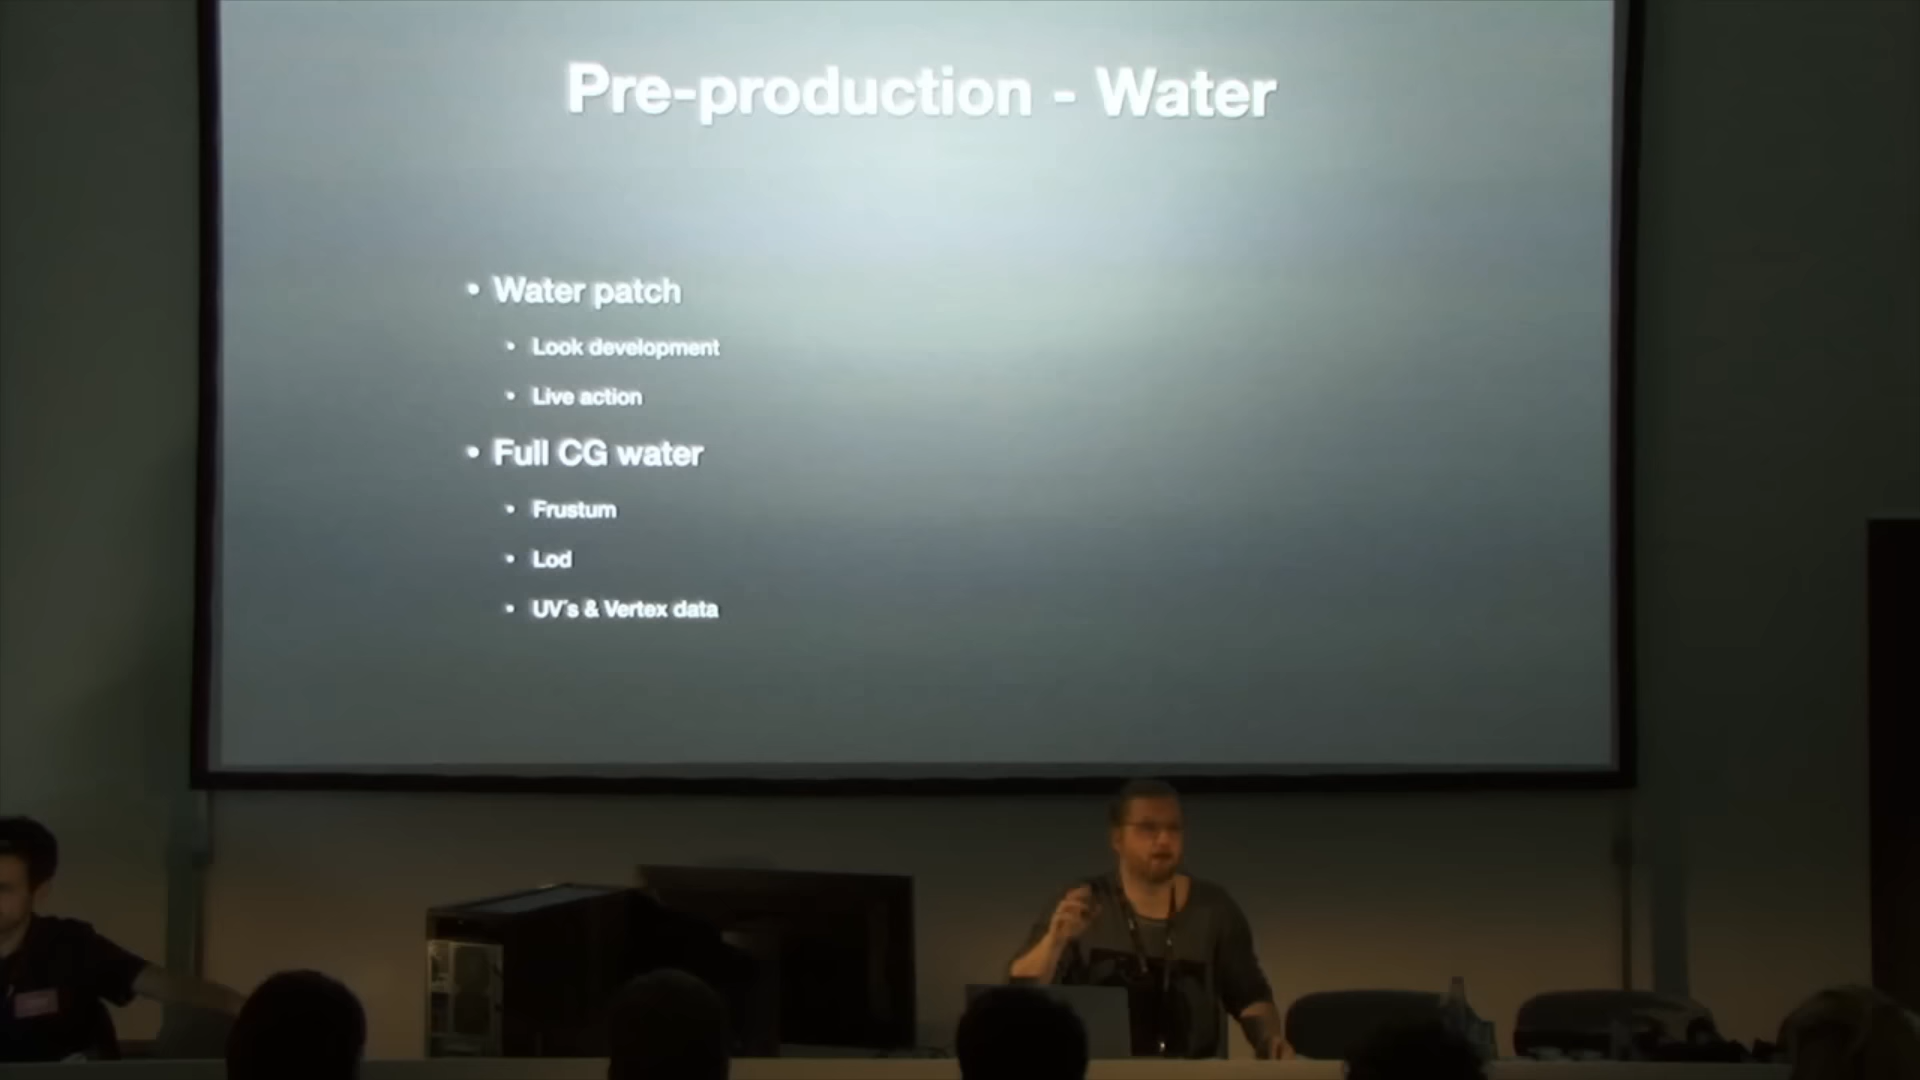 Pre-production - Water
• Water patch
• Look development
• Live action
• Full CG water
• Frustum
• Lod
• UV´s & Vertex data